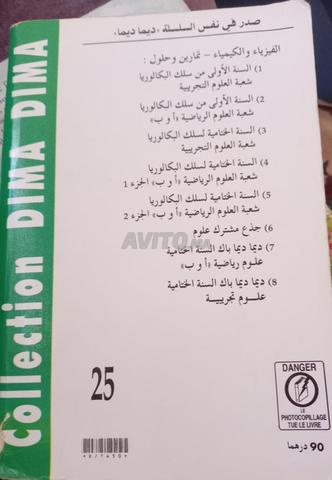 صدر في نفس السلسلة، «ديما ديما»،
الفيزياء والكيمياء - تمارين وحلول :
1) السنة الأولى من سلك البكالوريا
شعبة العلوم التجريبية
2) السنة الأولى من سلك البكالوريا
شعبة العلوم الرياضية «أ و ب»
3) السنة الختامية لسلك البكالوريا
شعبة العلوم التجريبية
4) السنة الختامية لسلك البكالوريا
شعبة العلوم الرياضية «أ و ب» الجزء 1
5) السنة الختامية لسلك البكالوريا
شعبة العلوم الرياضية «أ و ب» الجزء 2
6) جذع مشترك علوم
7) ديما ديما باك السنة الختامية
علوم رياضية «أ و ب»
8) ديما ديما باك السنة الختامية
علوم تجريبية
Collection DIMA DIMA
AVITO.ma
25
DANGER
LE
PHOTOCOPILLAGE
TUE LE LIVRE
90 درهما